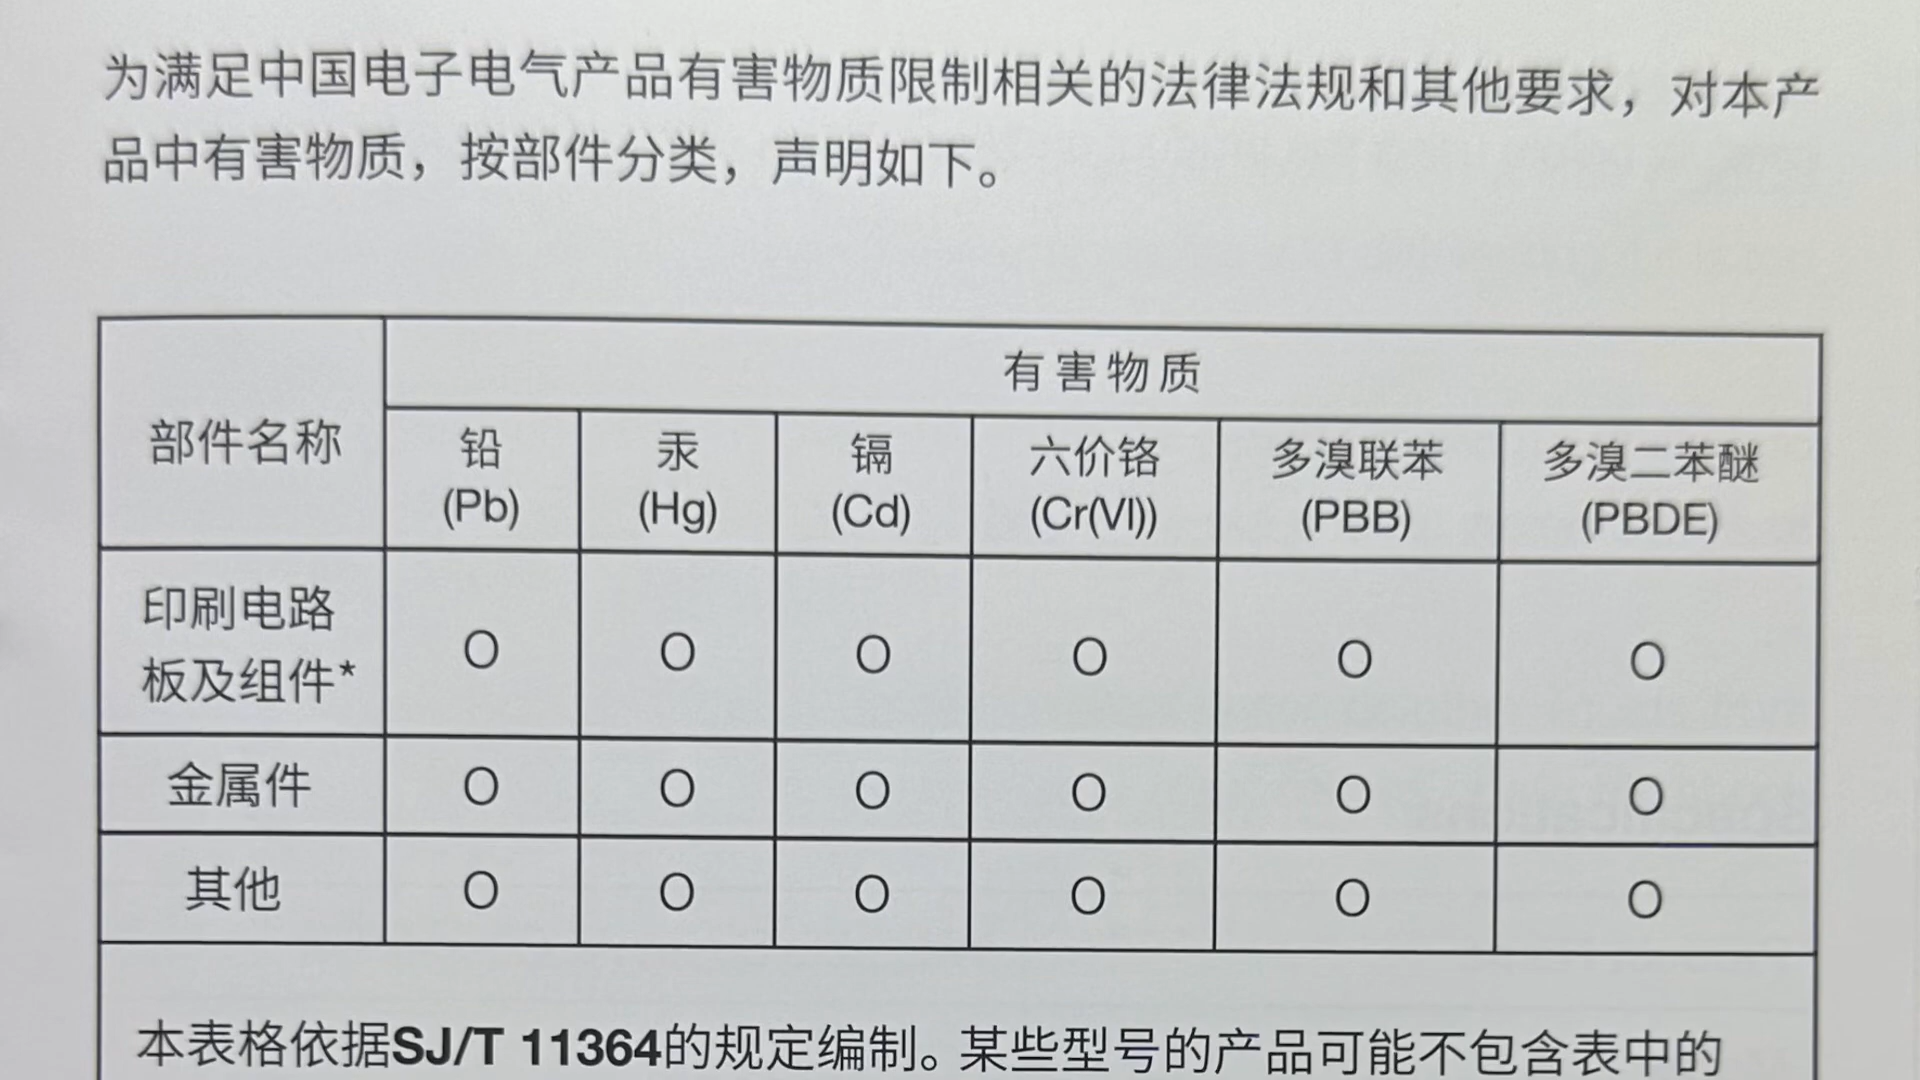 为满足中国电子电气产品有害物质限制相关的法律法规和其他要求，对本产
品中有害物质，按部件分类，声明如下。
部件名称 有害物质
铅 汞 镉 六价铬 多溴联苯 多溴二苯醚
(Pb) (Hg) (Cd) (Cr(VI)) (PBB) (PBDE)
印刷电路
板及组件* O O O O O O
金属件 O O O O O O
其他 O O O O O O
本表格依据SJ/T 11364的规定编制。某些型号的产品可能不包含表中的